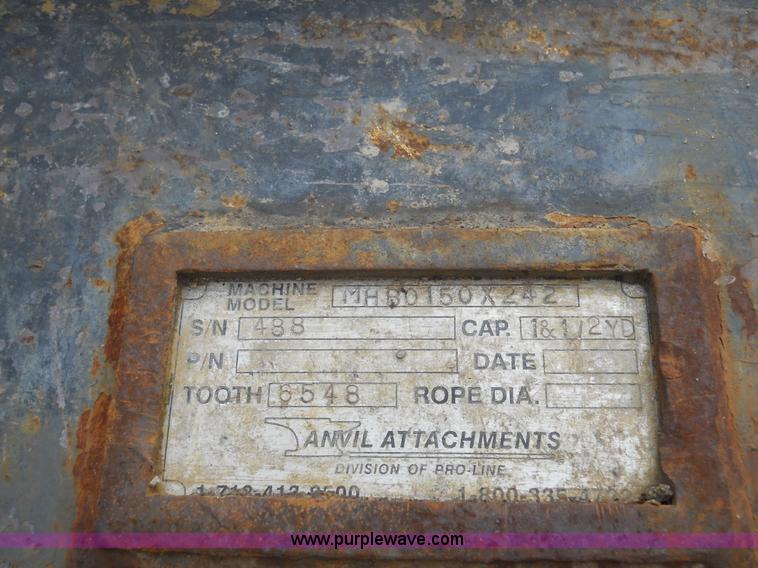 MACHINE MODEL MHB0150X242
S/N 488 CAP. 1&1/2YD
P/N DATE
TOOTH 6548 ROPE DIA.
ANVIL ATTACHMENTS
DIVISION OF PRO-LINE
www.purplewave.com